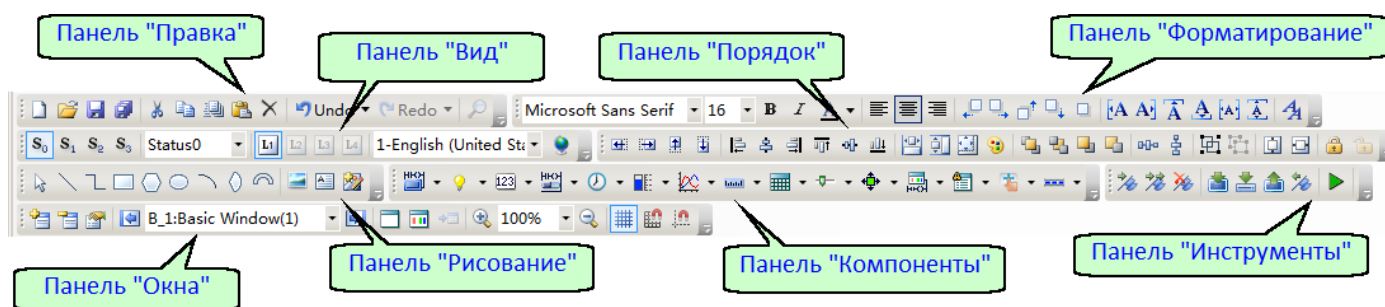 Панель "Правка"
Панель "Вид"
Панель "Порядок"
Панель "Форматирование"
Undo Redo Microsoft Sans Serif 16 B I A A A A A A A A
S0 S1 S2 S3 Status0 L1 L2 L3 L4 1-English (United Sta
A 123
B_1:Basic Window(1) 100%
Панель "Окна"
Панель "Рисование"
Панель "Компоненты"
Панель "Инструменты"